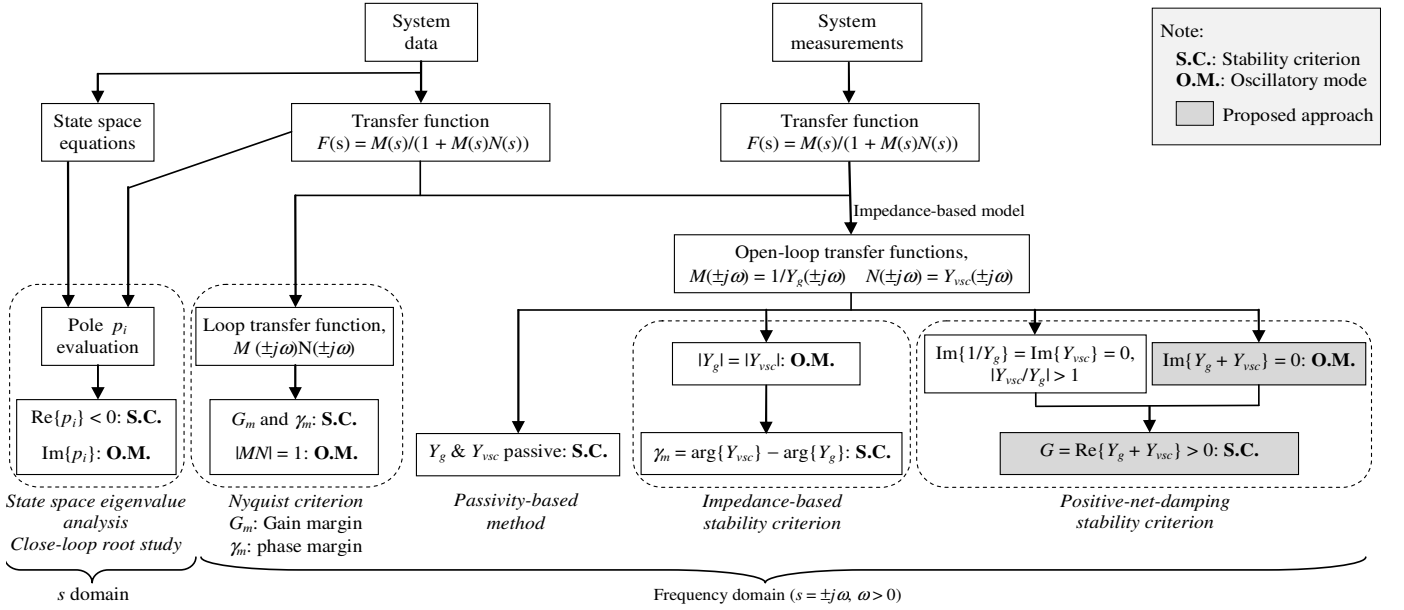 System
data
System
measurements
Note:
S.C.: Stability criterion
O.M.: Oscillatory mode
Proposed approach
State space
equations
Transfer function
F(s) = M(s)/(1 + M(s)N(s))
Transfer function
F(s) = M(s)/(1 + M(s)N(s))
Impedance-based model
Open-loop transfer functions,
M(±jω) = 1/Yg(±jω) N(±jω) = Yvsc(±jω)
Pole pi
evaluation
Loop transfer function,
M (±jω)N(±jω)
|Yg| = |Yvsc|: O.M.
Im{1/Yg} = Im{Yvsc} = 0,
|Yvsc/Yg| > 1
Im{Yg + Yvsc} = 0: O.M.
Re{pi} < 0: S.C.
Im{pi}: O.M.
Gm and γm: S.C.
|MN| = 1: O.M.
Yg & Yvsc passive: S.C.
γm = arg{Yvsc} − arg{Yg}: S.C.
G = Re{Yg + Yvsc} > 0: S.C.
State space eigenvalue
analysis
Close-loop root study
Nyquist criterion
Gm: Gain margin
γm: phase margin
Passivity-based
method
Impedance-based
stability criterion
Positive-net-damping
stability criterion
s domain
Frequency domain (s = ±jω, ω > 0)